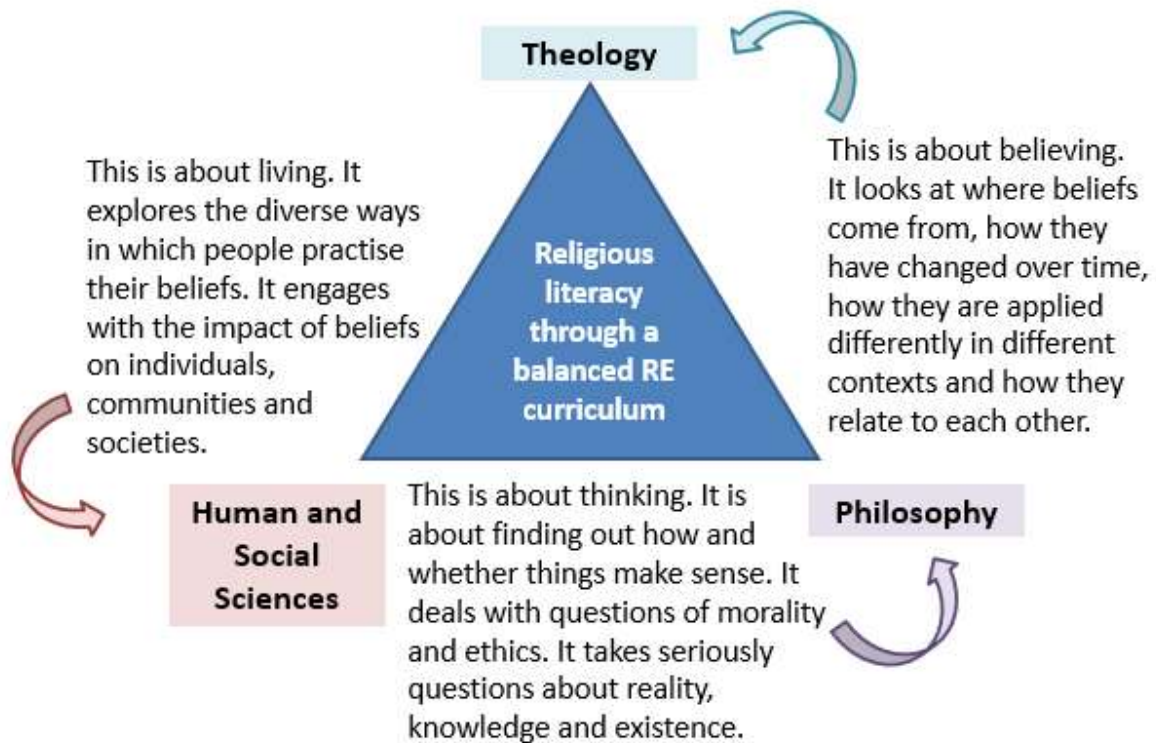 Theology
This is about believing.
It looks at where beliefs
come from, how they
have changed over time,
how they are applied
differently in different
contexts and how they
relate to each other.
This is about living. It
explores the diverse ways
in which people practise
their beliefs. It engages
with the impact of beliefs
on individuals,
communities and
societies.
Religious
literacy
through a
balanced RE
curriculum
Human and
Social
Sciences
This is about thinking. It is
about finding out how and
whether things make sense. It
deals with questions of morality
and ethics. It takes seriously
questions about reality,
knowledge and existence.
Philosophy